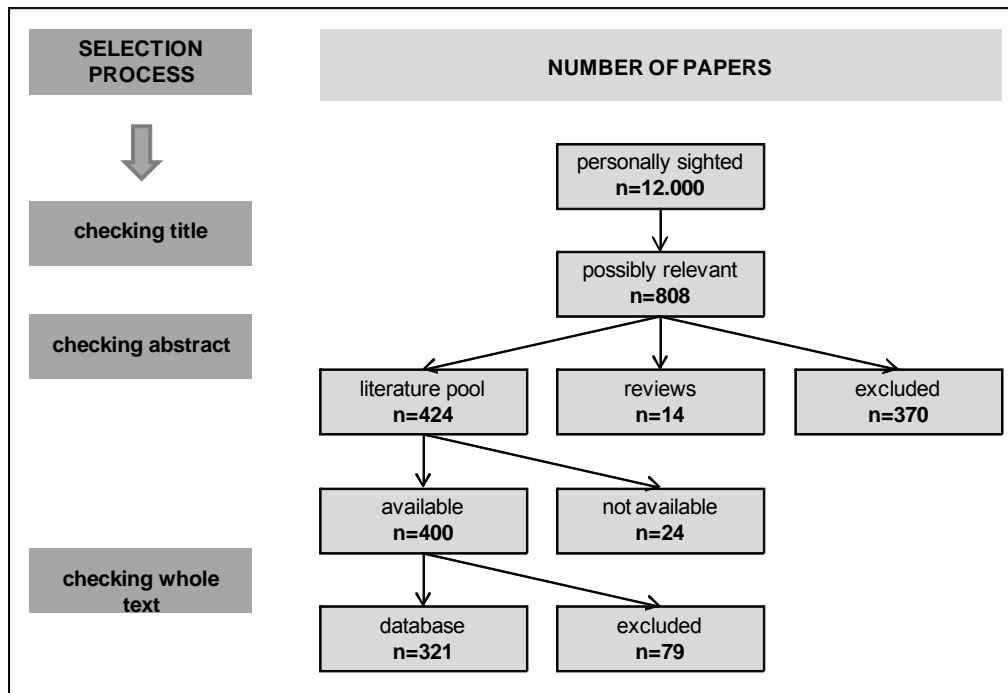 SELECTION
PROCESS
NUMBER OF PAPERS
personally sighted
n=12.000
checking title
possibly relevant
n=808
checking abstract
literature pool
n=424
reviews
n=14
excluded
n=370
available
n=400
not available
n=24
checking whole
text
database
n=321
excluded
n=79